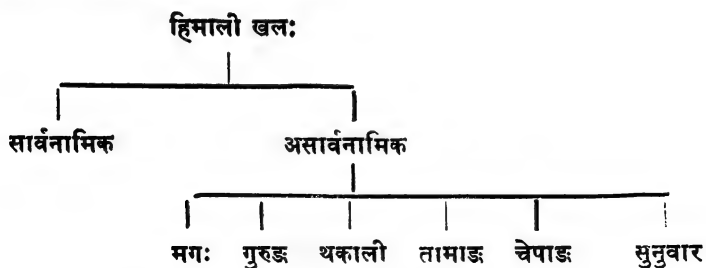 हिमाली खल:
सार्वनामिक असार्वनामिक
मग: गुरुङ थकाली तामाङ चेपाङ सुनुवार